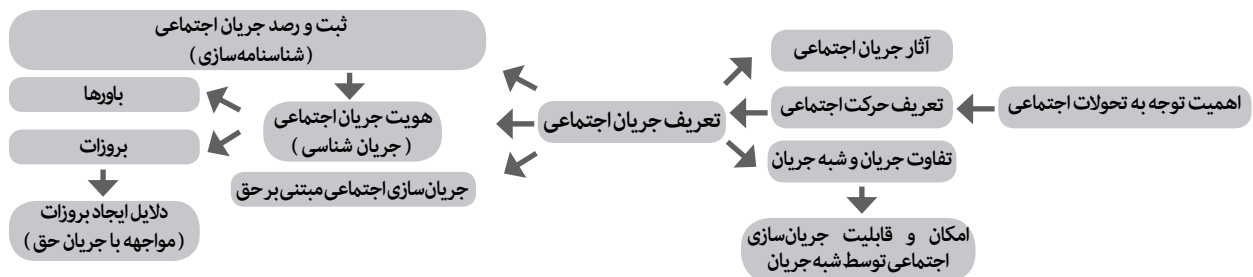 اهمیت توجه به تحولات اجتماعی
آثار جریان اجتماعی
تعریف حرکت اجتماعی
تفاوت جریان و شبه جریان
امکان و قابلیت جریان‌سازی
اجتماعی توسط شبه جریان
تعریف جریان اجتماعی
ثبت و رصد جریان اجتماعی
(شناسنامه‌سازی)
هویت جریان اجتماعی
(جریان شناسی)
جریان‌سازی اجتماعی مبتنی بر حق
باورها
بروزات
دلایل ایجاد بروزات
(مواجهه با جریان حق)